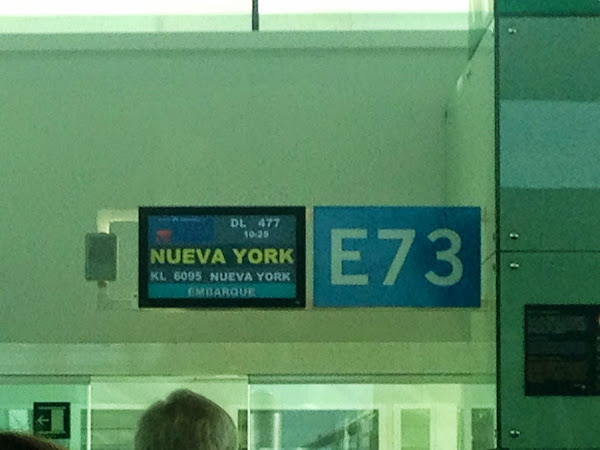 DL 477
10:25
NUEVA YORK
KL 6095 NUEVA YORK
EMBARQUE
E73